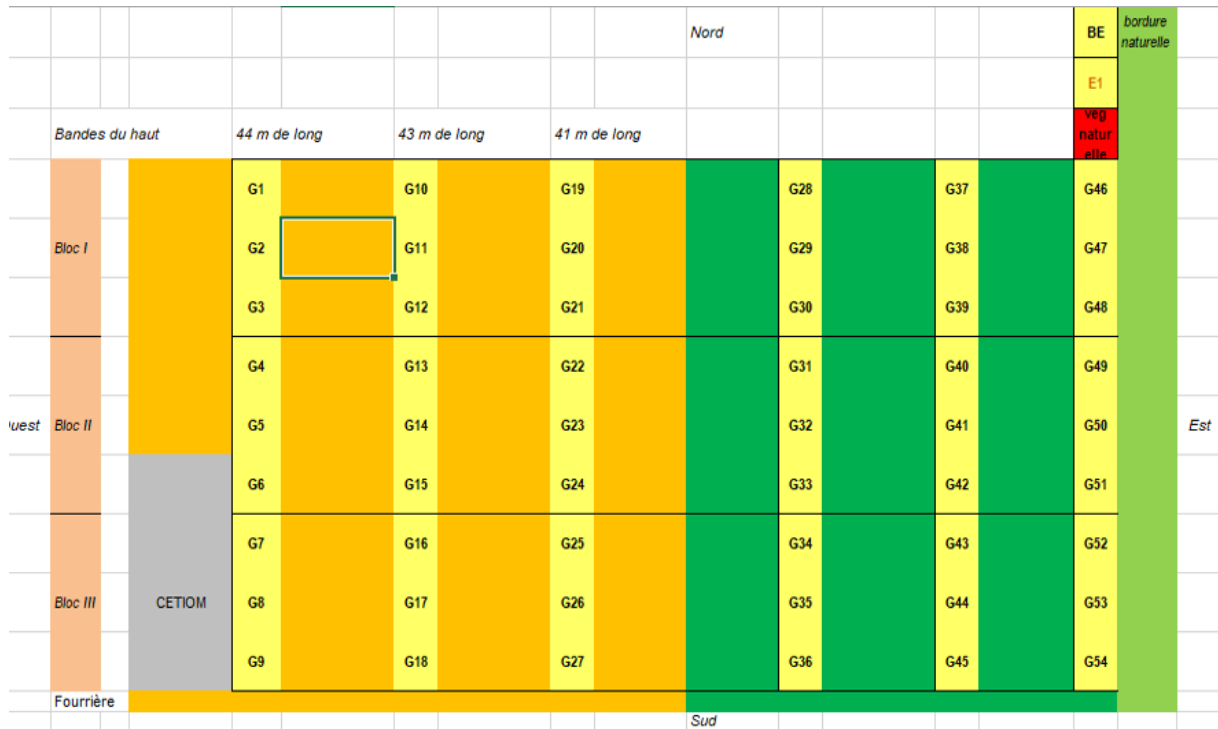 Nord
BE
bordure
naturelle
E1
Bandes du haut
44 m de long
43 m de long
41 m de long
veg
natur
elle
G1
G10
G19
G28
G37
G46
Bloc I
G2
G11
G20
G29
G38
G47
G3
G12
G21
G30
G39
G48
G4
G13
G22
G31
G40
G49
uest
Bloc II
G5
G14
G23
G32
G41
G50
Est
G6
G15
G24
G33
G42
G51
G7
G16
G25
G34
G43
G52
Bloc III
CETIOM
G8
G17
G26
G35
G44
G53
G9
G18
G27
G36
G45
G54
Fourrière
Sud